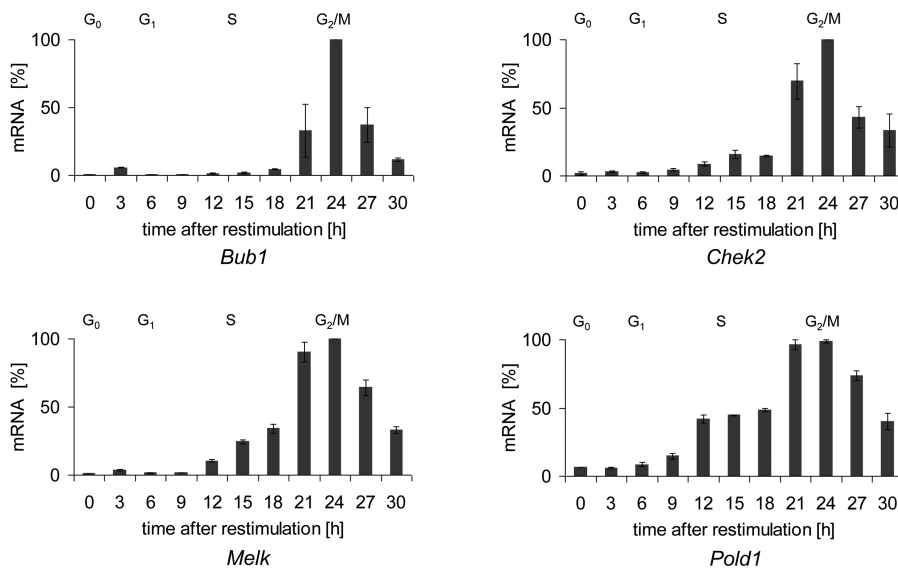 G₀ G₁ S G₂/M
100
50
0
mRNA [%]
0 3 6 9 12 15 18 21 24 27 30
time after restimulation [h]
Bub1
G₀ G₁ S G₂/M
100
50
0
mRNA [%]
0 3 6 9 12 15 18 21 24 27 30
time after restimulation [h]
Chek2
G₀ G₁ S G₂/M
100
50
0
mRNA [%]
0 3 6 9 12 15 18 21 24 27 30
time after restimulation [h]
Melk
G₀ G₁ S G₂/M
100
50
0
mRNA [%]
0 3 6 9 12 15 18 21 24 27 30
time after restimulation [h]
Pold1